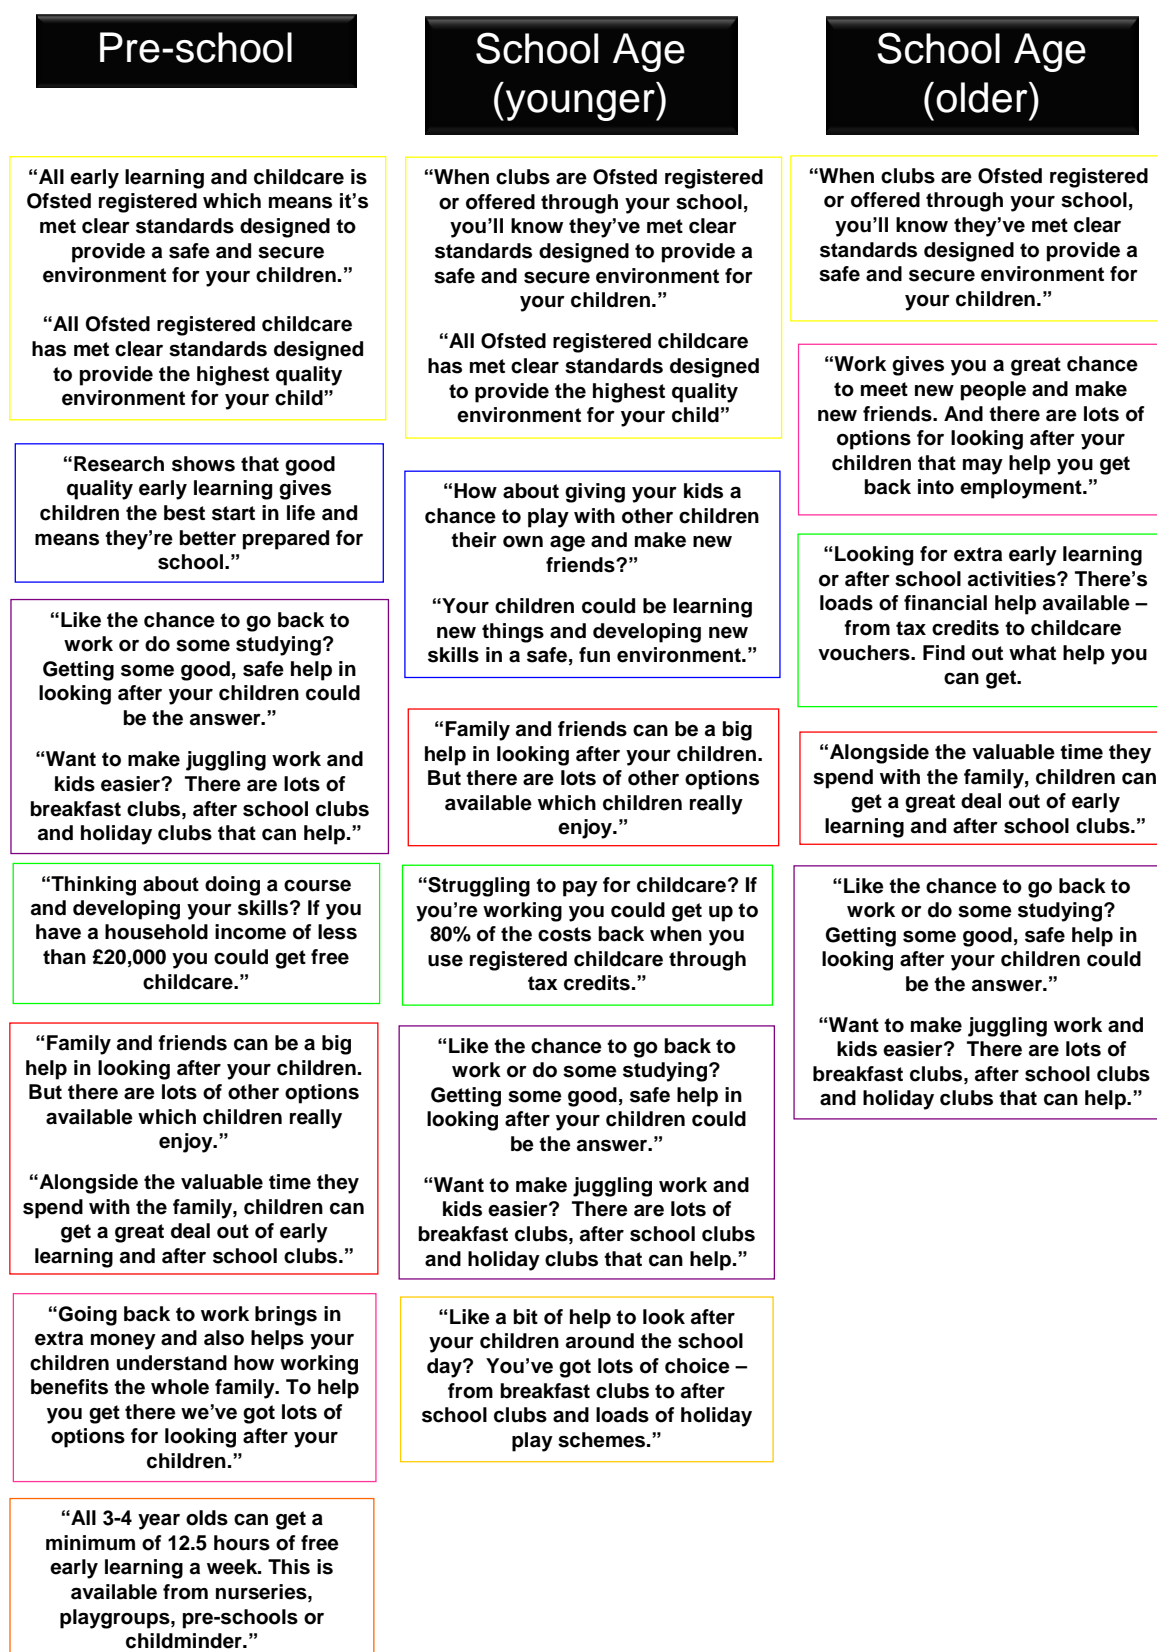 Pre-school
“All early learning and childcare is
Ofsted registered which means it’s
met clear standards designed to
provide a safe and secure
environment for your children.”
“All Ofsted registered childcare
has met clear standards designed
to provide the highest quality
environment for your child”
“Research shows that good
quality early learning gives
children the best start in life and
means they’re better prepared for
school.”
“Like the chance to go back to
work or do some studying?
Getting some good, safe help in
looking after your children could
be the answer.”
“Want to make juggling work and
kids easier?  There are lots of
breakfast clubs, after school clubs
and holiday clubs that can help.”
“Thinking about doing a course
and developing your skills? If you
have a household income of less
than £20,000 you could get free
childcare.”
“Family and friends can be a big
help in looking after your children.
But there are lots of other options
available which children really
enjoy.”
“Alongside the valuable time they
spend with the family, children can
get a great deal out of early
learning and after school clubs.”
“Going back to work brings in
extra money and also helps your
children understand how working
benefits the whole family. To help
you get there we’ve got lots of
options for looking after your
children.”
“All 3-4 year olds can get a
minimum of 12.5 hours of free
early learning a week. This is
available from nurseries,
playgroups, pre-schools or
childminder.”
School Age
(younger)
“When clubs are Ofsted registered
or offered through your school,
you’ll know they’ve met clear
standards designed to provide a
safe and secure environment for
your children.”
“All Ofsted registered childcare
has met clear standards designed
to provide the highest quality
environment for your child”
“How about giving your kids a
chance to play with other children
their own age and make new
friends?”
“Your children could be learning
new things and developing new
skills in a safe, fun environment.”
“Family and friends can be a big
help in looking after your children.
But there are lots of other options
available which children really
enjoy.”
“Struggling to pay for childcare? If
you’re working you could get up to
80% of the costs back when you
use registered childcare through
tax credits.”
“Like the chance to go back to
work or do some studying?
Getting some good, safe help in
looking after your children could
be the answer.”
“Want to make juggling work and
kids easier?  There are lots of
breakfast clubs, after school clubs
and holiday clubs that can help.”
“Like a bit of help to look after
your children around the school
day?  You’ve got lots of choice –
from breakfast clubs to after
school clubs and loads of holiday
play schemes.”
School Age
(older)
“When clubs are Ofsted registered
or offered through your school,
you’ll know they’ve met clear
standards designed to provide a
safe and secure environment for
your children.”
“Work gives you a great chance
to meet new people and make
new friends. And there are lots of
options for looking after your
children that may help you get
back into employment.”
“Looking for extra early learning
or after school activities? There’s
loads of financial help available –
from tax credits to childcare
vouchers. Find out what help you
can get.
“Alongside the valuable time they
spend with the family, children can
get a great deal out of early
learning and after school clubs.”
“Like the chance to go back to
work or do some studying?
Getting some good, safe help in
looking after your children could
be the answer.”
“Want to make juggling work and
kids easier?  There are lots of
breakfast clubs, after school clubs
and holiday clubs that can help.”